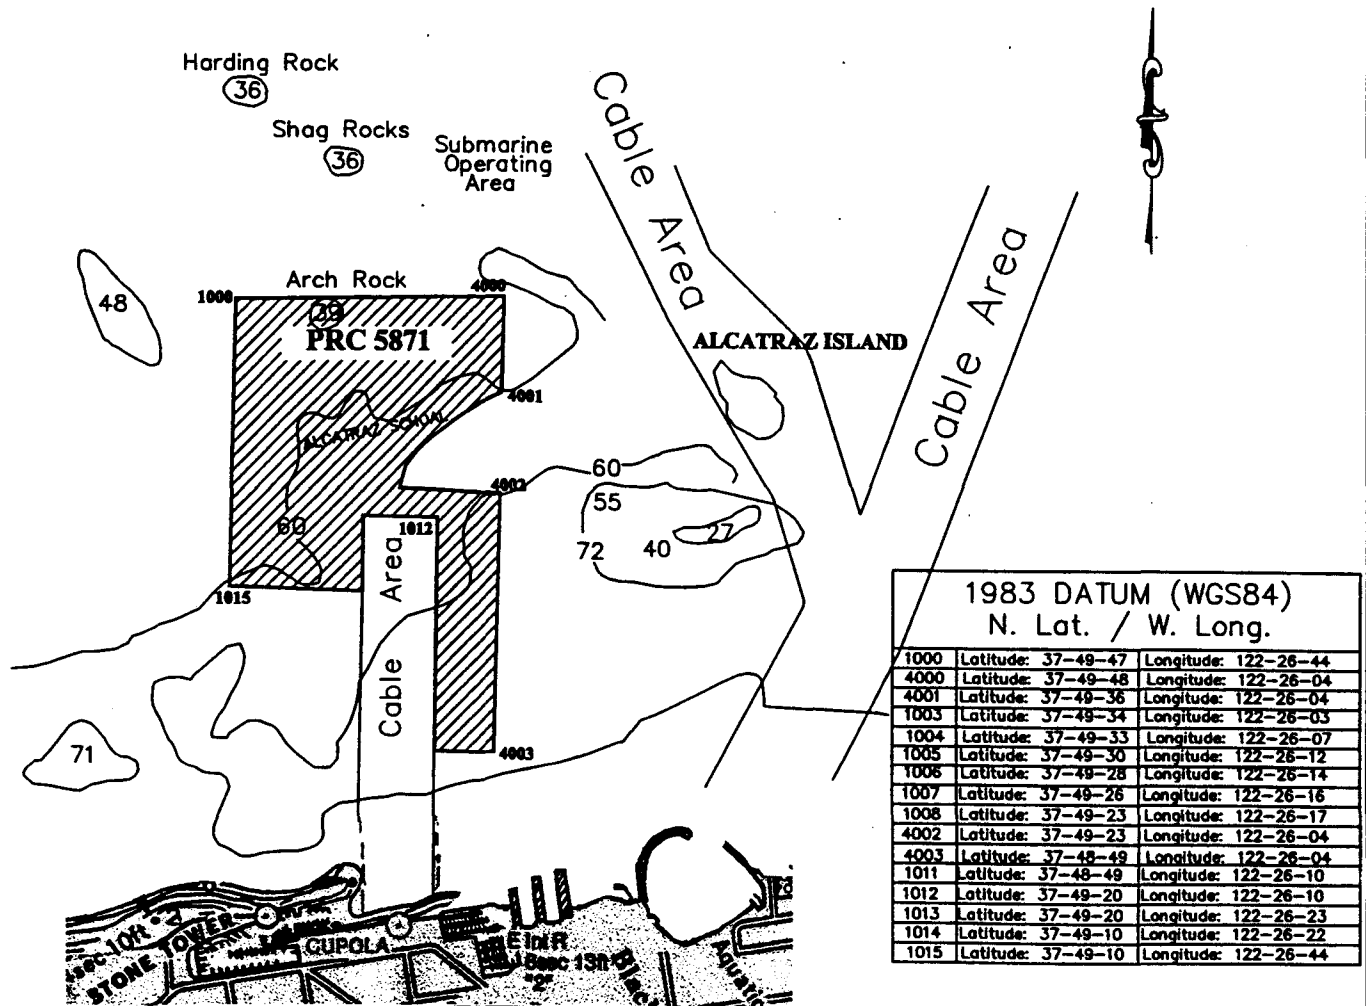 Harding Rock
36
Shag Rocks
36
Submarine
Operating
Area
Cable Area
Cable Area
48
Arch Rock
1000
4000
39
PRC 5871
ALCATRAZ ISLAND
4001
ALCATRAZ SCHOAL
4002
60
55
60
1012
27
72
40
1015
Cable Area
71
4003
1983 DATUM (WGS84)
N. Lat. / W. Long.
1000 Latitude: 37-49-47 Longitude: 122-26-44
4000 Latitude: 37-49-48 Longitude: 122-26-04
4001 Latitude: 37-49-36 Longitude: 122-26-04
1003 Latitude: 37-49-34 Longitude: 122-26-03
1004 Latitude: 37-49-33 Longitude: 122-26-07
1005 Latitude: 37-49-30 Longitude: 122-26-12
1006 Latitude: 37-49-28 Longitude: 122-26-14
1007 Latitude: 37-49-26 Longitude: 122-26-16
1008 Latitude: 37-49-23 Longitude: 122-26-17
4002 Latitude: 37-49-23 Longitude: 122-26-04
4003 Latitude: 37-48-49 Longitude: 122-26-04
1011 Latitude: 37-48-49 Longitude: 122-26-10
1012 Latitude: 37-49-20 Longitude: 122-26-10
1013 Latitude: 37-49-20 Longitude: 122-26-23
1014 Latitude: 37-49-10 Longitude: 122-26-22
1015 Latitude: 37-49-10 Longitude: 122-26-44
sec 10ft
STONE TOWER
CUPOLA
E Int R
8sec 13ft
"2"
Aquatic